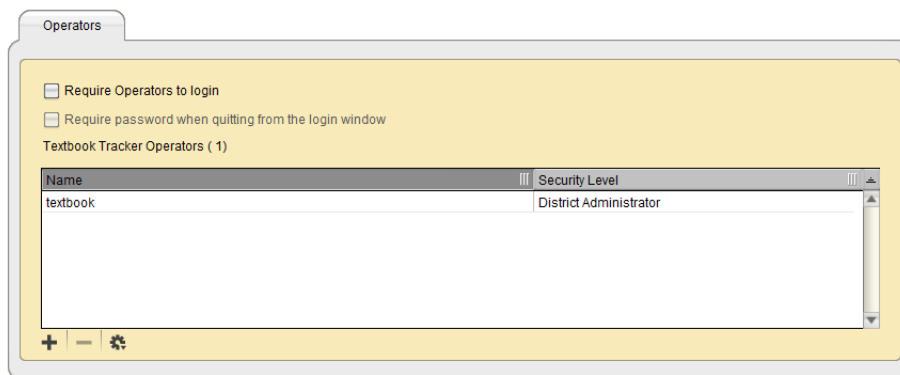 Operators
Require Operators to login
Require password when quitting from the login window
Textbook Tracker Operators ( 1)
Name Security Level
textbook District Administrator